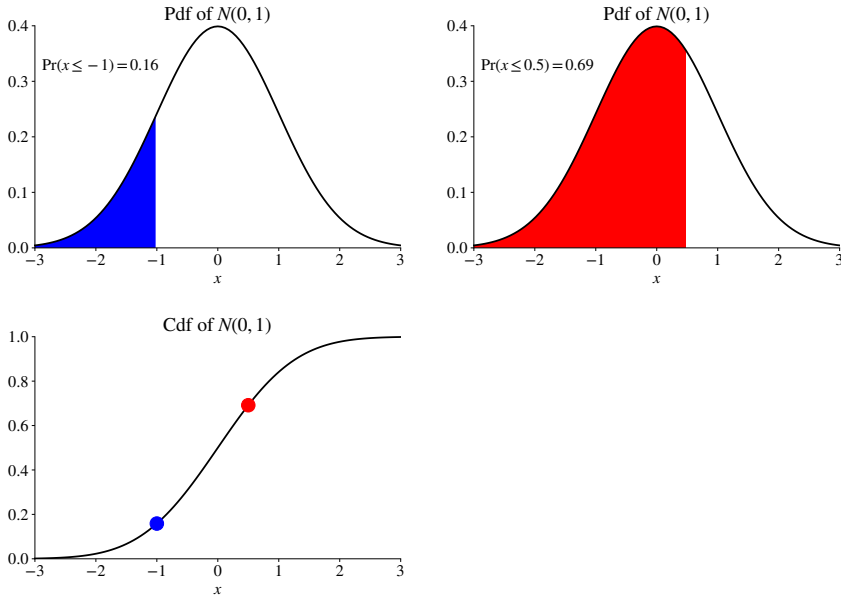 Pdf of N(0, 1)
0.4
0.3
0.2
0.1
0.0
Pr(x ≤ −1) = 0.16
−3 −2 −1 0 1 2 3
x
Pdf of N(0, 1)
0.4
0.3
0.2
0.1
0.0
Pr(x ≤ 0.5) = 0.69
−3 −2 −1 0 1 2 3
x
Cdf of N(0, 1)
1.0
0.8
0.6
0.4
0.2
0.0
−3 −2 −1 0 1 2 3
x